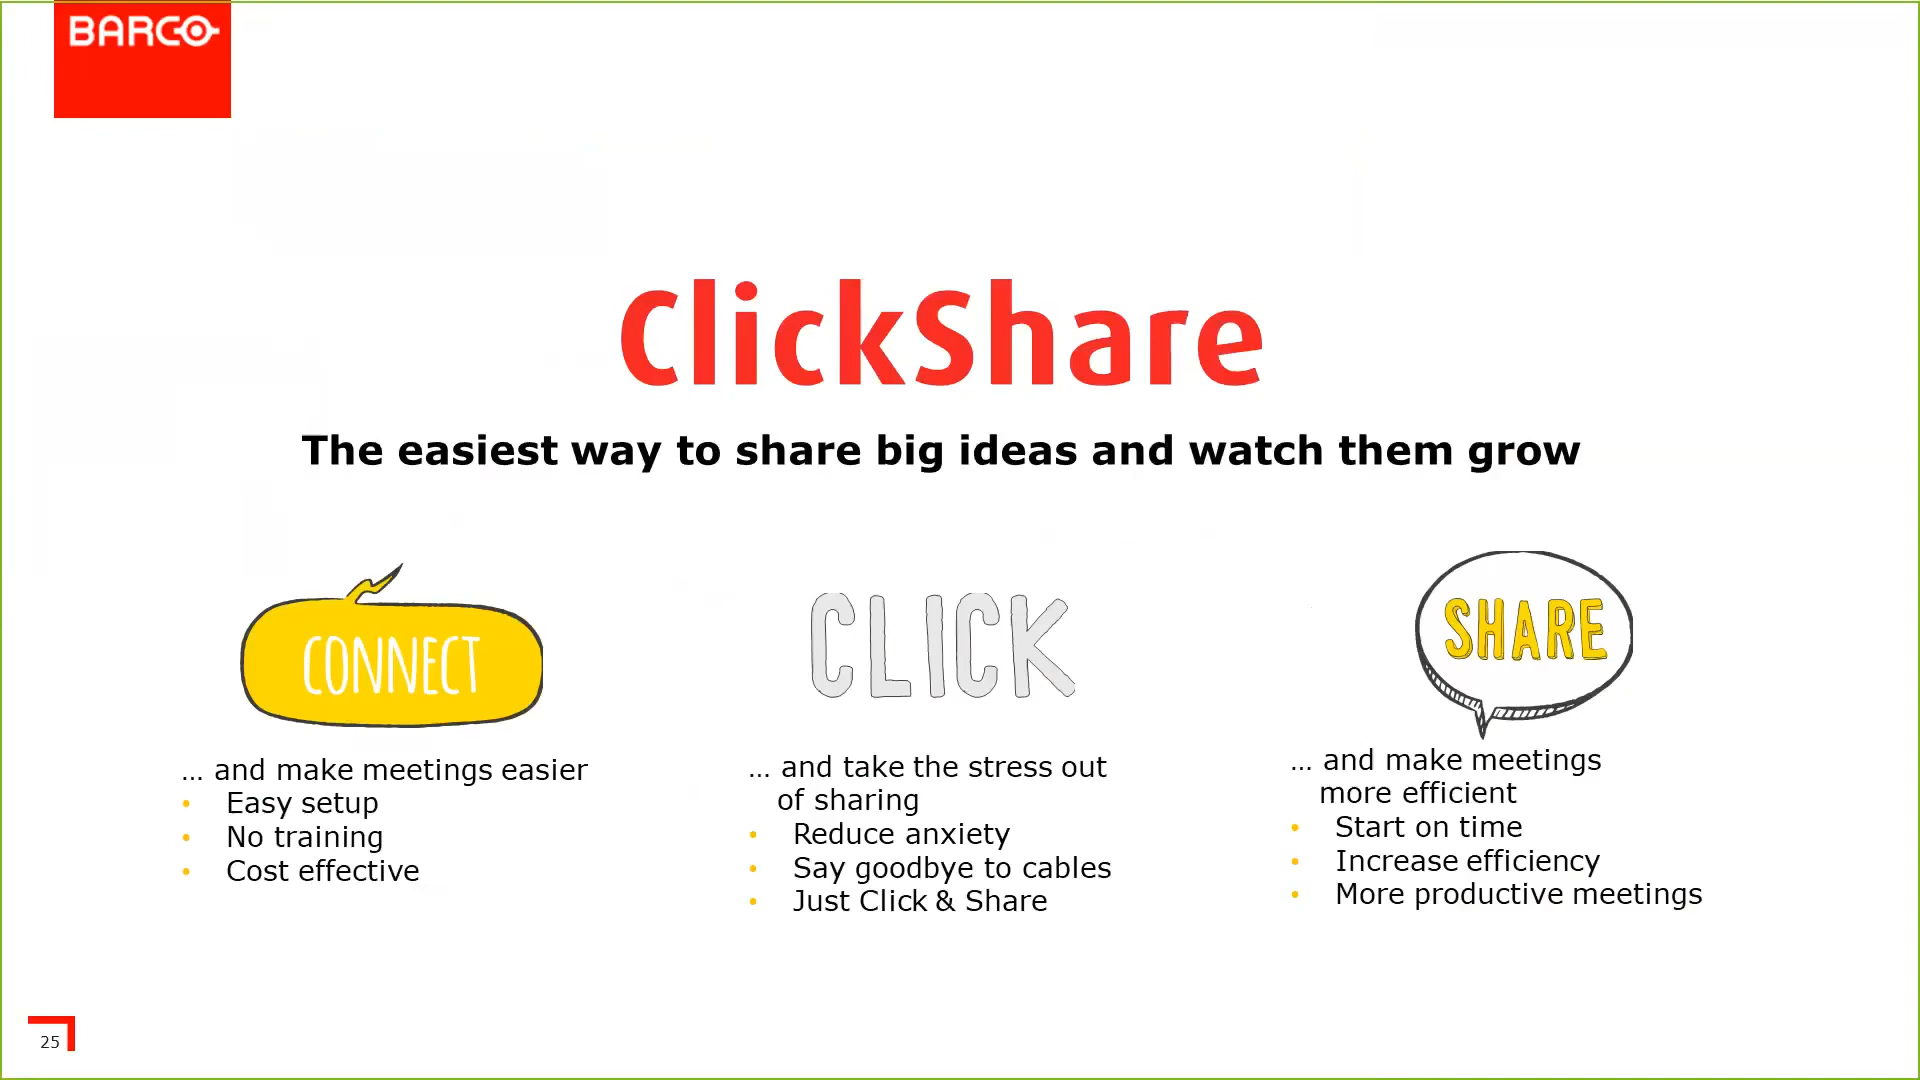 BARCO
ClickShare
The easiest way to share big ideas and watch them grow
CONNECT
... and make meetings easier
• Easy setup
• No training
• Cost effective
CLICK
... and take the stress out
of sharing
• Reduce anxiety
• Say goodbye to cables
• Just Click & Share
SHARE
... and make meetings
more efficient
• Start on time
• Increase efficiency
• More productive meetings
25